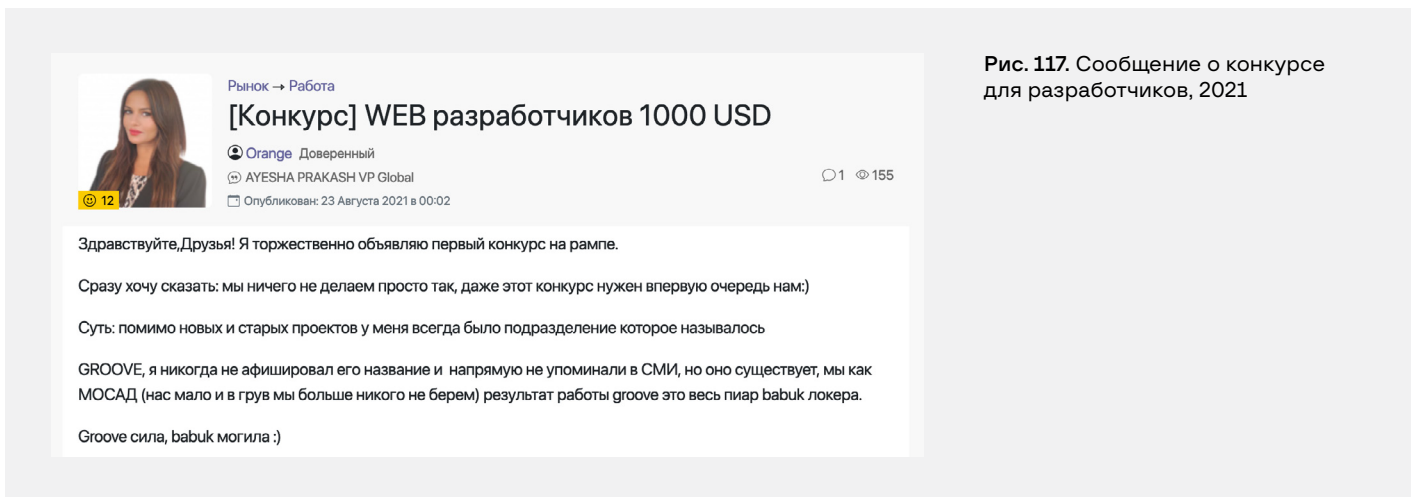 Рынок → Работа
[Конкурс] WEB разработчиков 1000 USD
Orange Доверенный
AYESHA PRAKASH VP Global
1 155
12
Опубликован: 23 Августа 2021 в 00:02
Здравствуйте,Друзья! Я торжественно объявляю первый конкурс на рампе.
Сразу хочу сказать: мы ничего не делаем просто так, даже этот конкурс нужен впервую очередь нам:)
Суть: помимо новых и старых проектов у меня всегда было подразделение которое называлось
GROOVE, я никогда не афишировал его название и напрямую не упоминали в СМИ, но оно существует, мы как
МОСАД (нас мало и в грув мы больше никого не берем) результат работы groove это весь пиар babuk локера.
Groove сила, babuk могила :)
Рис. 117. Сообщение о конкурсе
для разработчиков, 2021